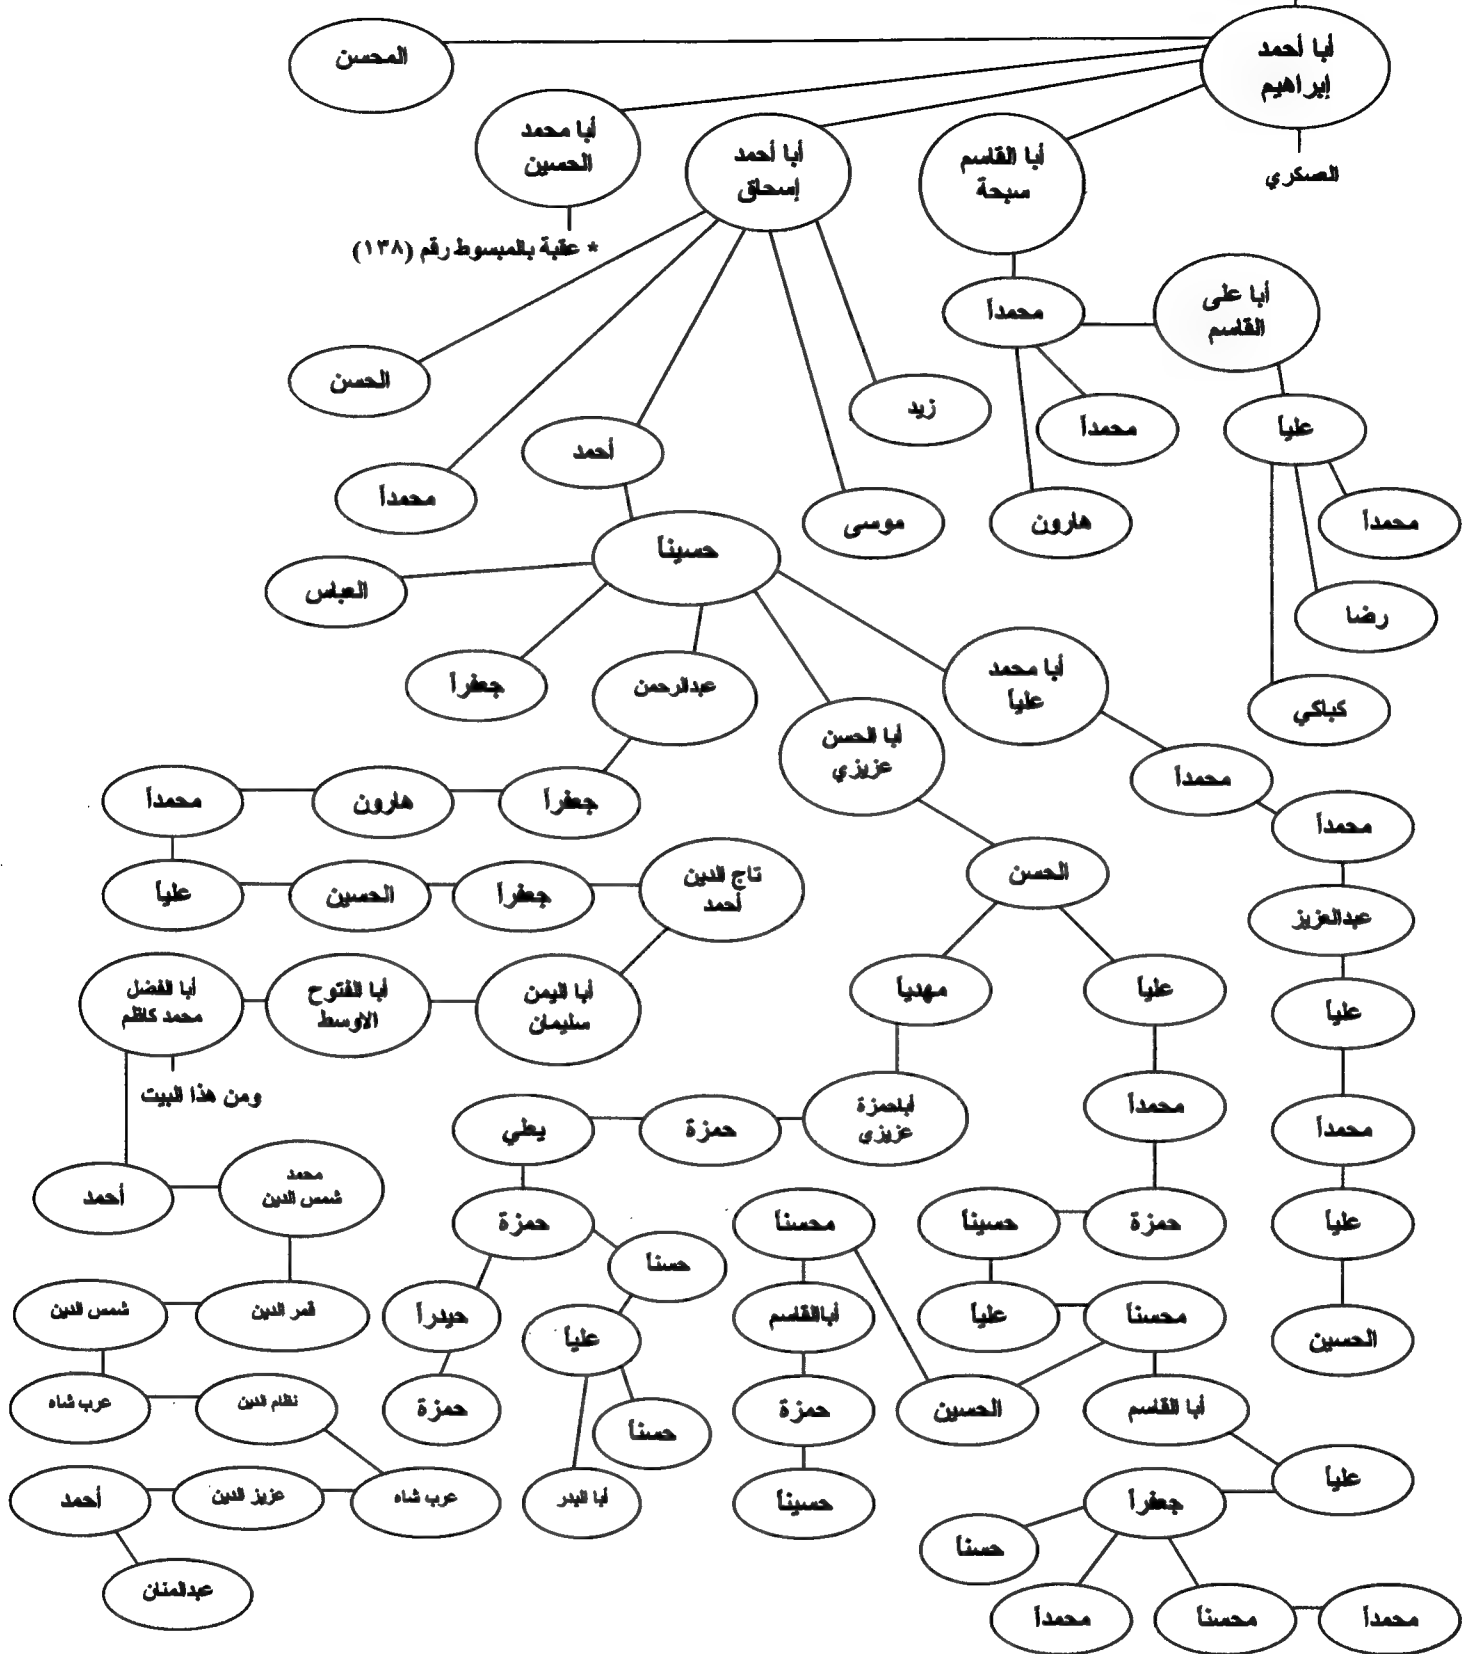 أبا أحمد
إبراهيم
العسكري
المحسن
أبا محمد
الحسين
* عقبة بالمبسوط رقم (١٣٨)
أبا أحمد
إسحاق
أبا القاسم
سبحة
محمداً
أبا على
القاسم
علياً
محمداً
رضا
كباكي
محمداً
هارون
زيد
موسى
أحمد
محمداً
الحسن
حسيناً
العباس
جعفراً
عبدالرحمن
أبا الحسن
عزيزي
أبا محمد
علياً
محمداً
محمداً
عبدالعزيز
علياً
محمداً
علياً
الحسين
جعفراً
هارون
محمداً
علياً
الحسين
جعفراً
تاج الدين
أحمد
أبا اليمن
سليمان
أبا الفتوح
الاوسط
أبا الفضل
محمد كاظم
ومن هذا البيت
أحمد
محمد
شمس الدين
قمر الدين
شمس الدين
عرب شاه
نظام الدين
عرب شاه
عزيز الدين
أحمد
عبدالمنان
الحسن
مهدياً
علياً
أباحمزة
عزيزي
حمزة
يعلي
حمزة
حسناً
حيدراً
حمزة
علياً
حسناً
أبا البدر
محمداً
حمزة
حسيناً
علياً
محسناً
الحسين
محسناً
أباالقاسم
حمزة
حسيناً
أبا القاسم
علياً
جعفراً
حسناً
محمداً
محسناً
محمداً